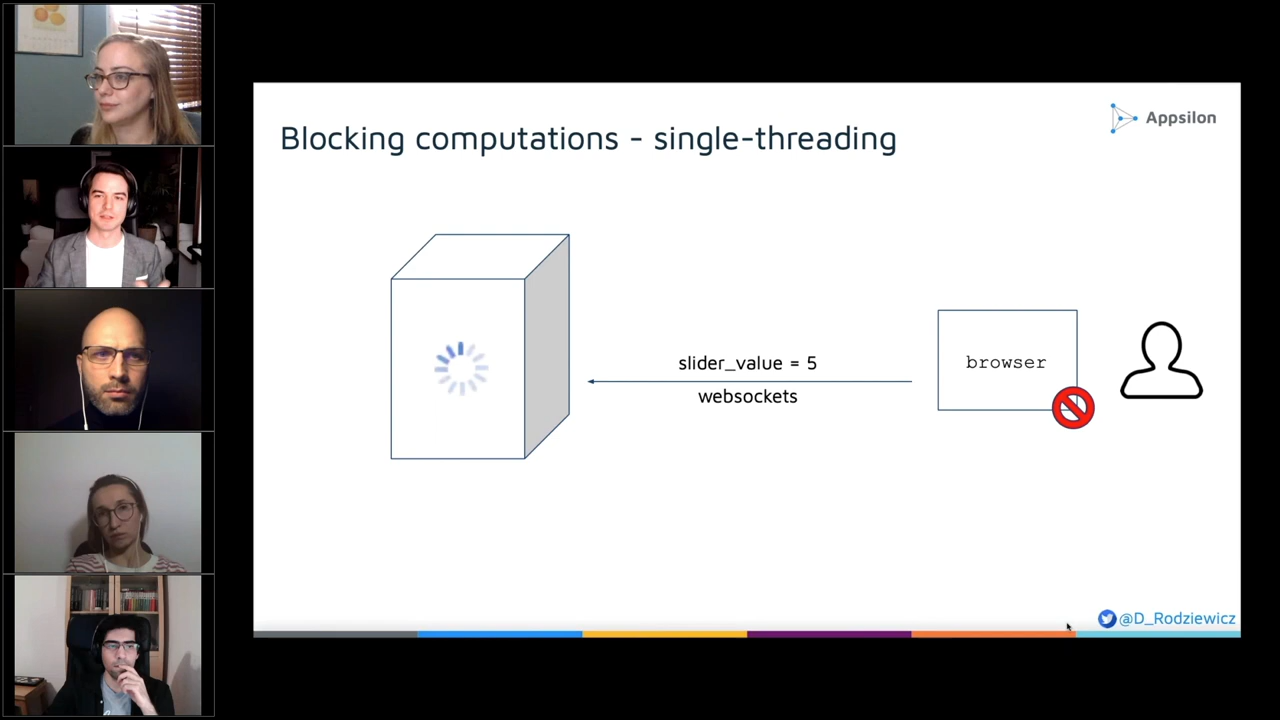 Appsilon
Blocking computations - single-threading
slider_value = 5
websockets
browser
@D_Rodziewicz